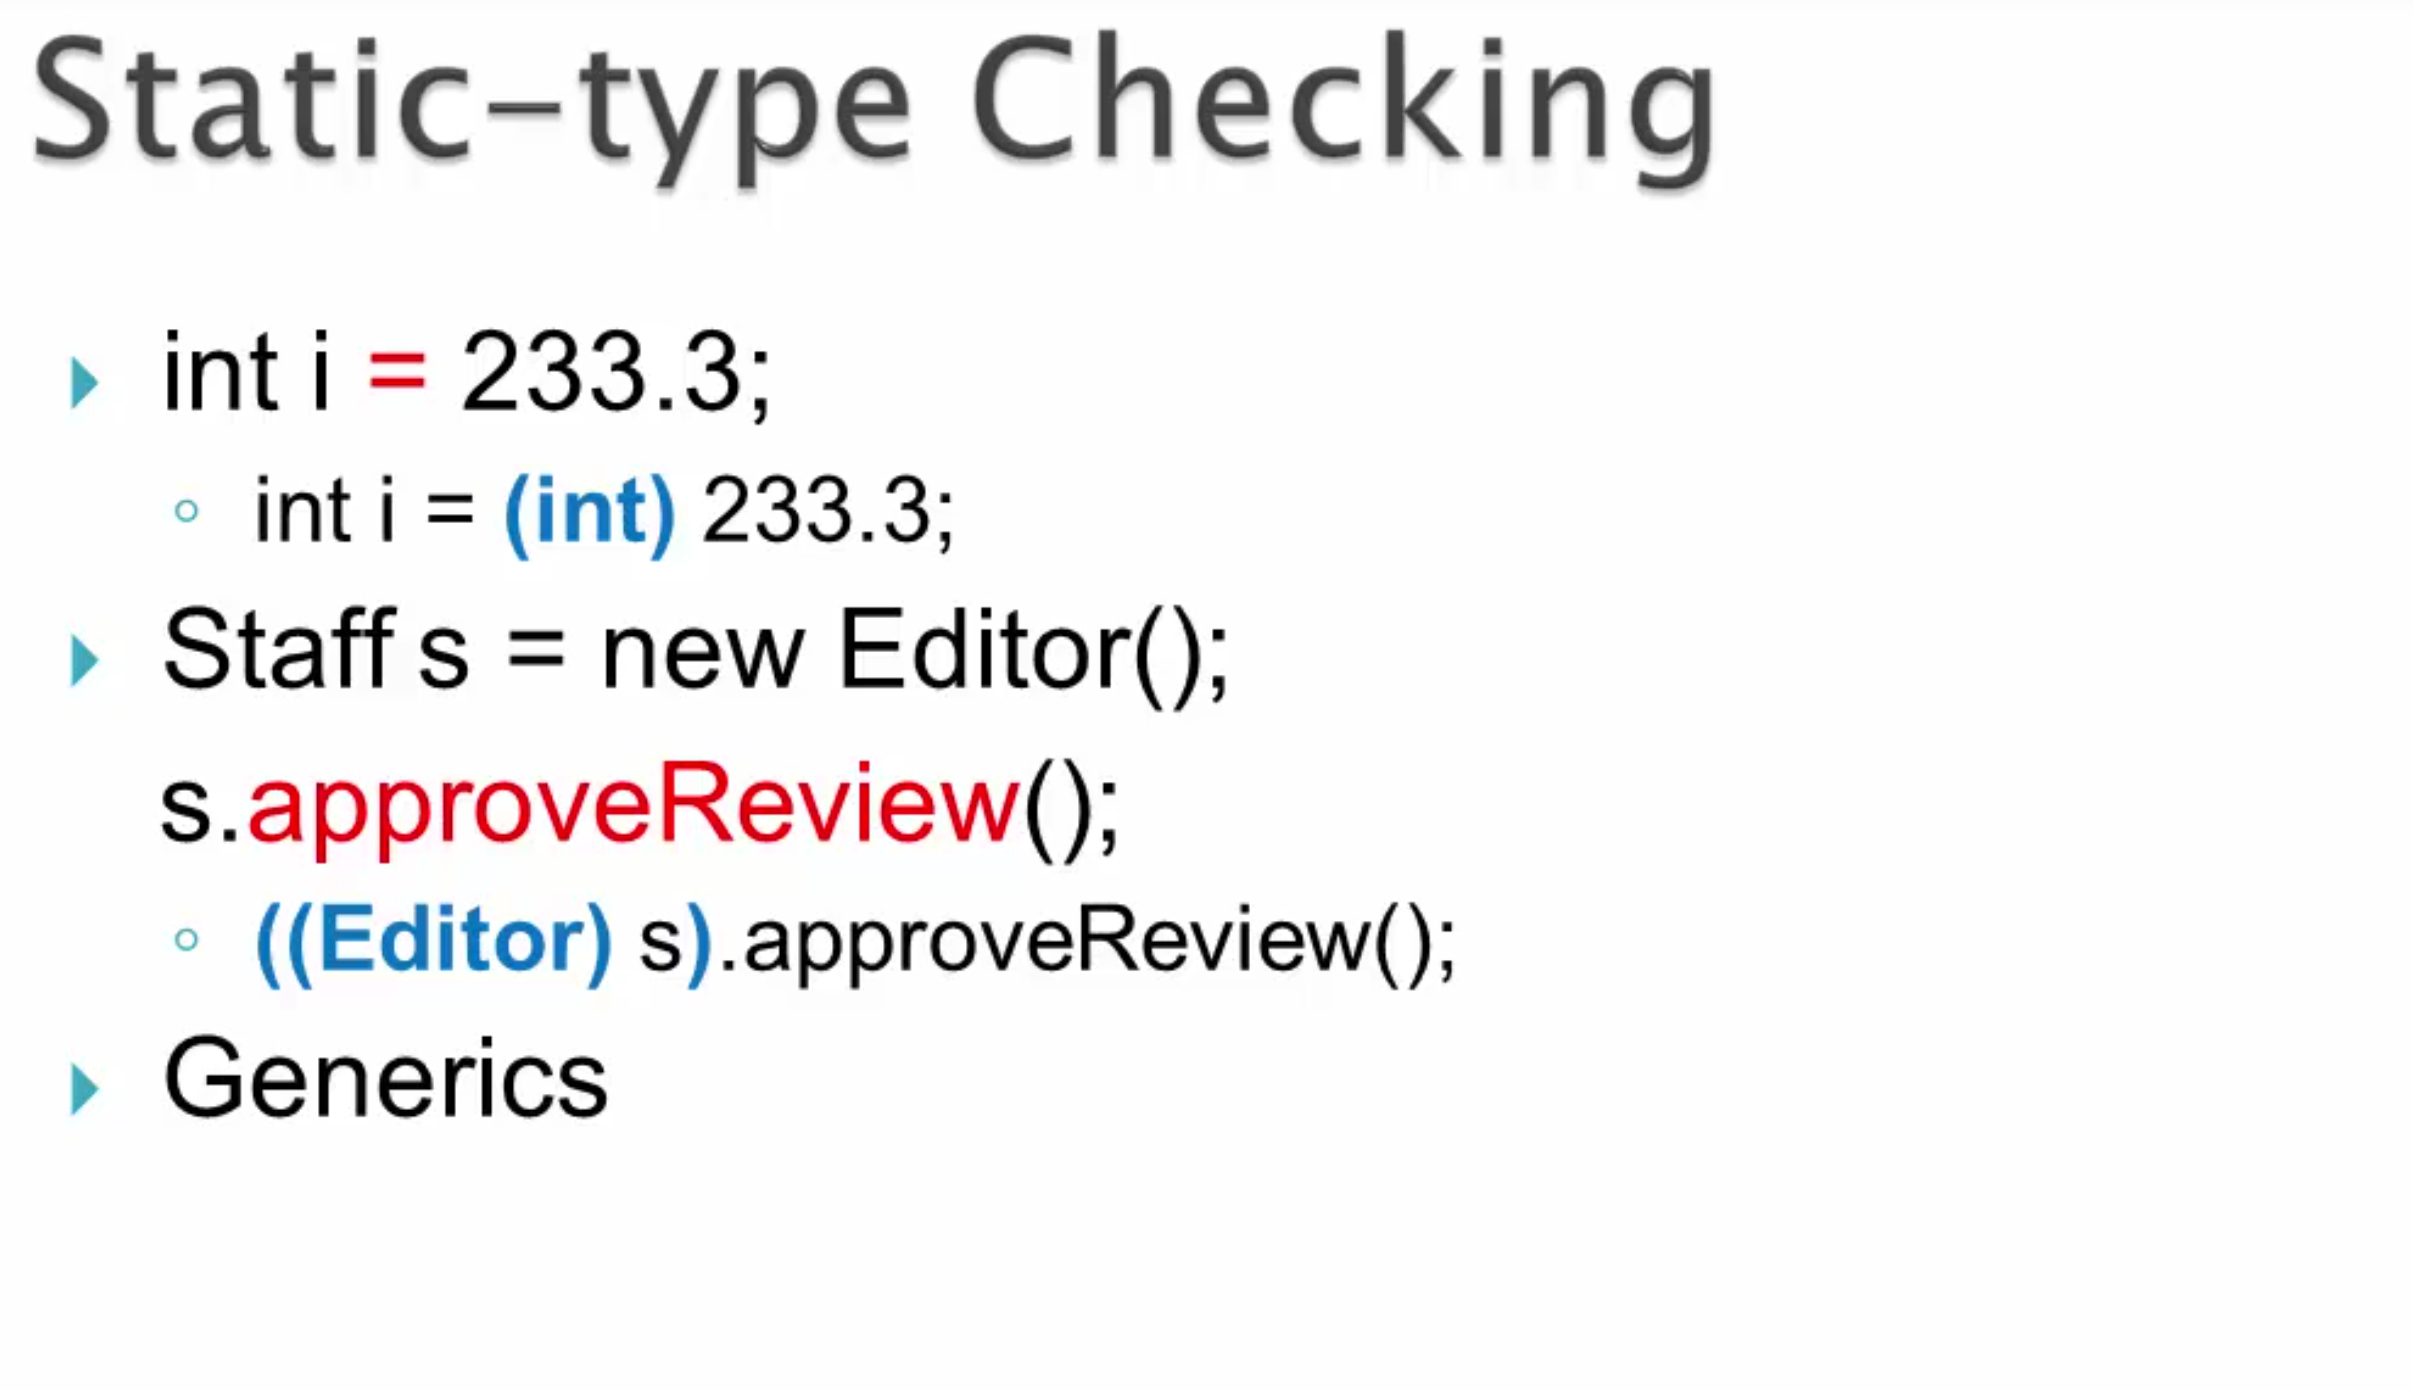 Static-type Checking
int i = 233.3;
int i = (int) 233.3;
Staff s = new Editor();
s.approveReview();
((Editor) s).approveReview();
Generics